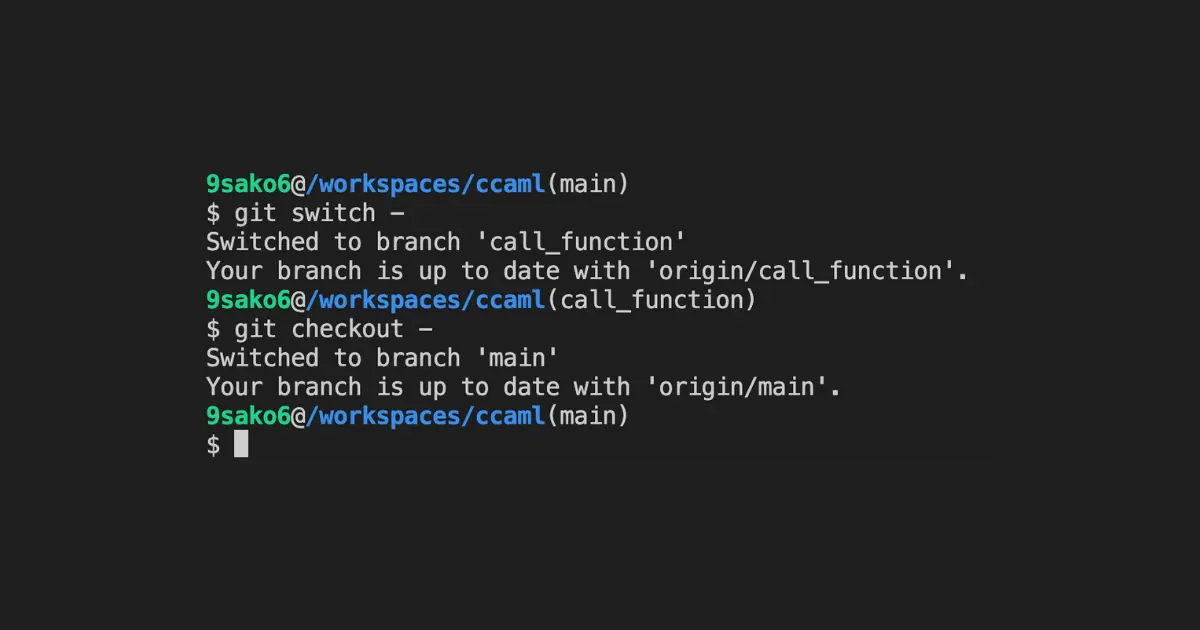 9sako6@/workspaces/ccaml(main)
$ git switch -
Switched to branch 'call_function'
Your branch is up to date with 'origin/call_function'.
9sako6@/workspaces/ccaml(call_function)
$ git checkout -
Switched to branch 'main'
Your branch is up to date with 'origin/main'.
9sako6@/workspaces/ccaml(main)
$